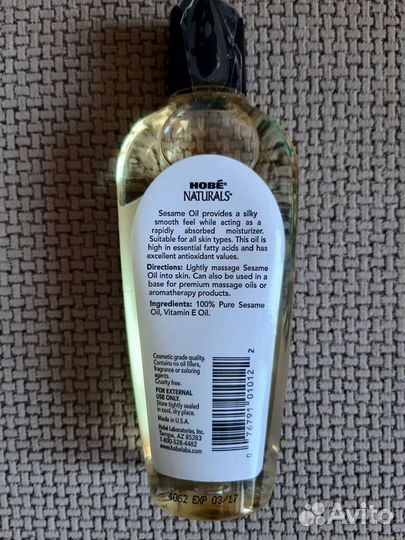 HOBÉ®
NATURALS™
Sesame Oil provides a silky
smooth feel while acting as a
rapidly absorbed moisturizer.
Suitable for all skin types. This oil is
high in essential fatty acids and has
excellent antioxidant values.
Directions: Lightly massage Sesame
Oil into skin. Can also be used in a
base for premium massage oils or
aromatherapy products.
Ingredients: 100% Pure Sesame
Oil, Vitamin E Oil.
Cosmetic grade quality.
Contains no oil fillers,
fragrance or coloring
agents.
Cruelty free.
FOR EXTERNAL
USE ONLY.
Store tightly sealed
in cool, dry place.
Made in U.S.A.
Hobé Laboratories, Inc.
Tempe, AZ 85283
1-800-528-4482
www.hobelabs.com
0 76791 01012 2
4062 EXP 03/17
Avito